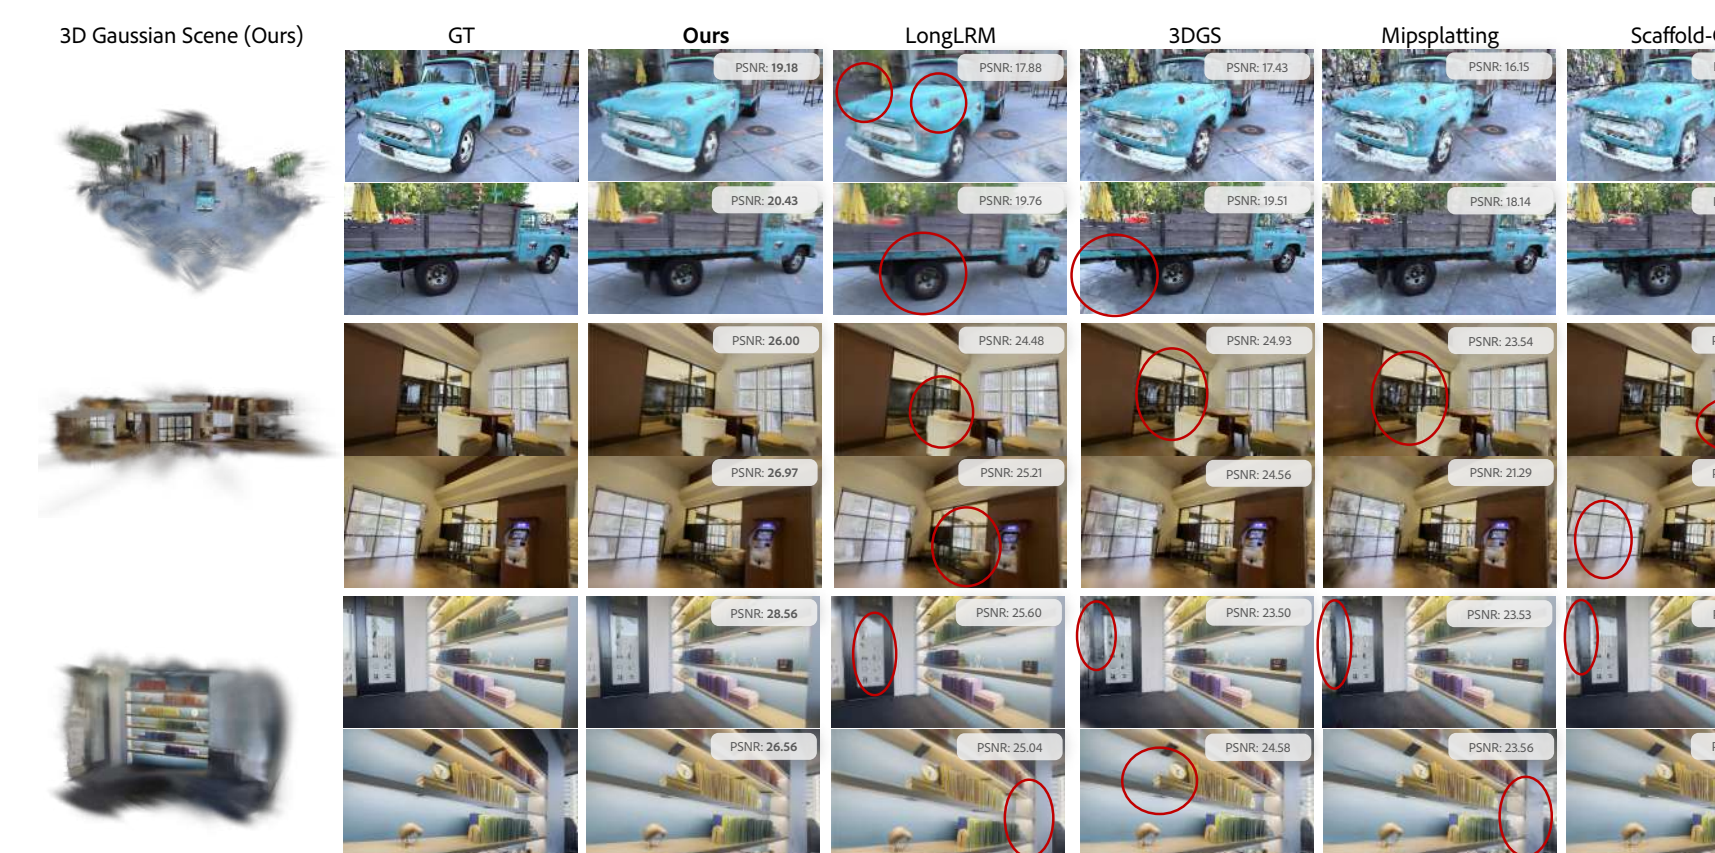 3D Gaussian Scene (Ours) GT Ours LongLRM 3DGS Mipsplatting
PSNR: 19.18 PSNR: 17.88 PSNR: 17.43 PSNR: 16.15
PSNR: 20.43 PSNR: 19.76 PSNR: 19.51 PSNR: 18.14
PSNR: 26.00 PSNR: 24.48 PSNR: 24.93 PSNR: 23.54
PSNR: 26.97 PSNR: 25.21 PSNR: 24.56 PSNR: 21.29
PSNR: 28.56 PSNR: 25.60 PSNR: 23.50 PSNR: 23.53
PSNR: 26.56 PSNR: 25.04 PSNR: 24.58 PSNR: 23.56